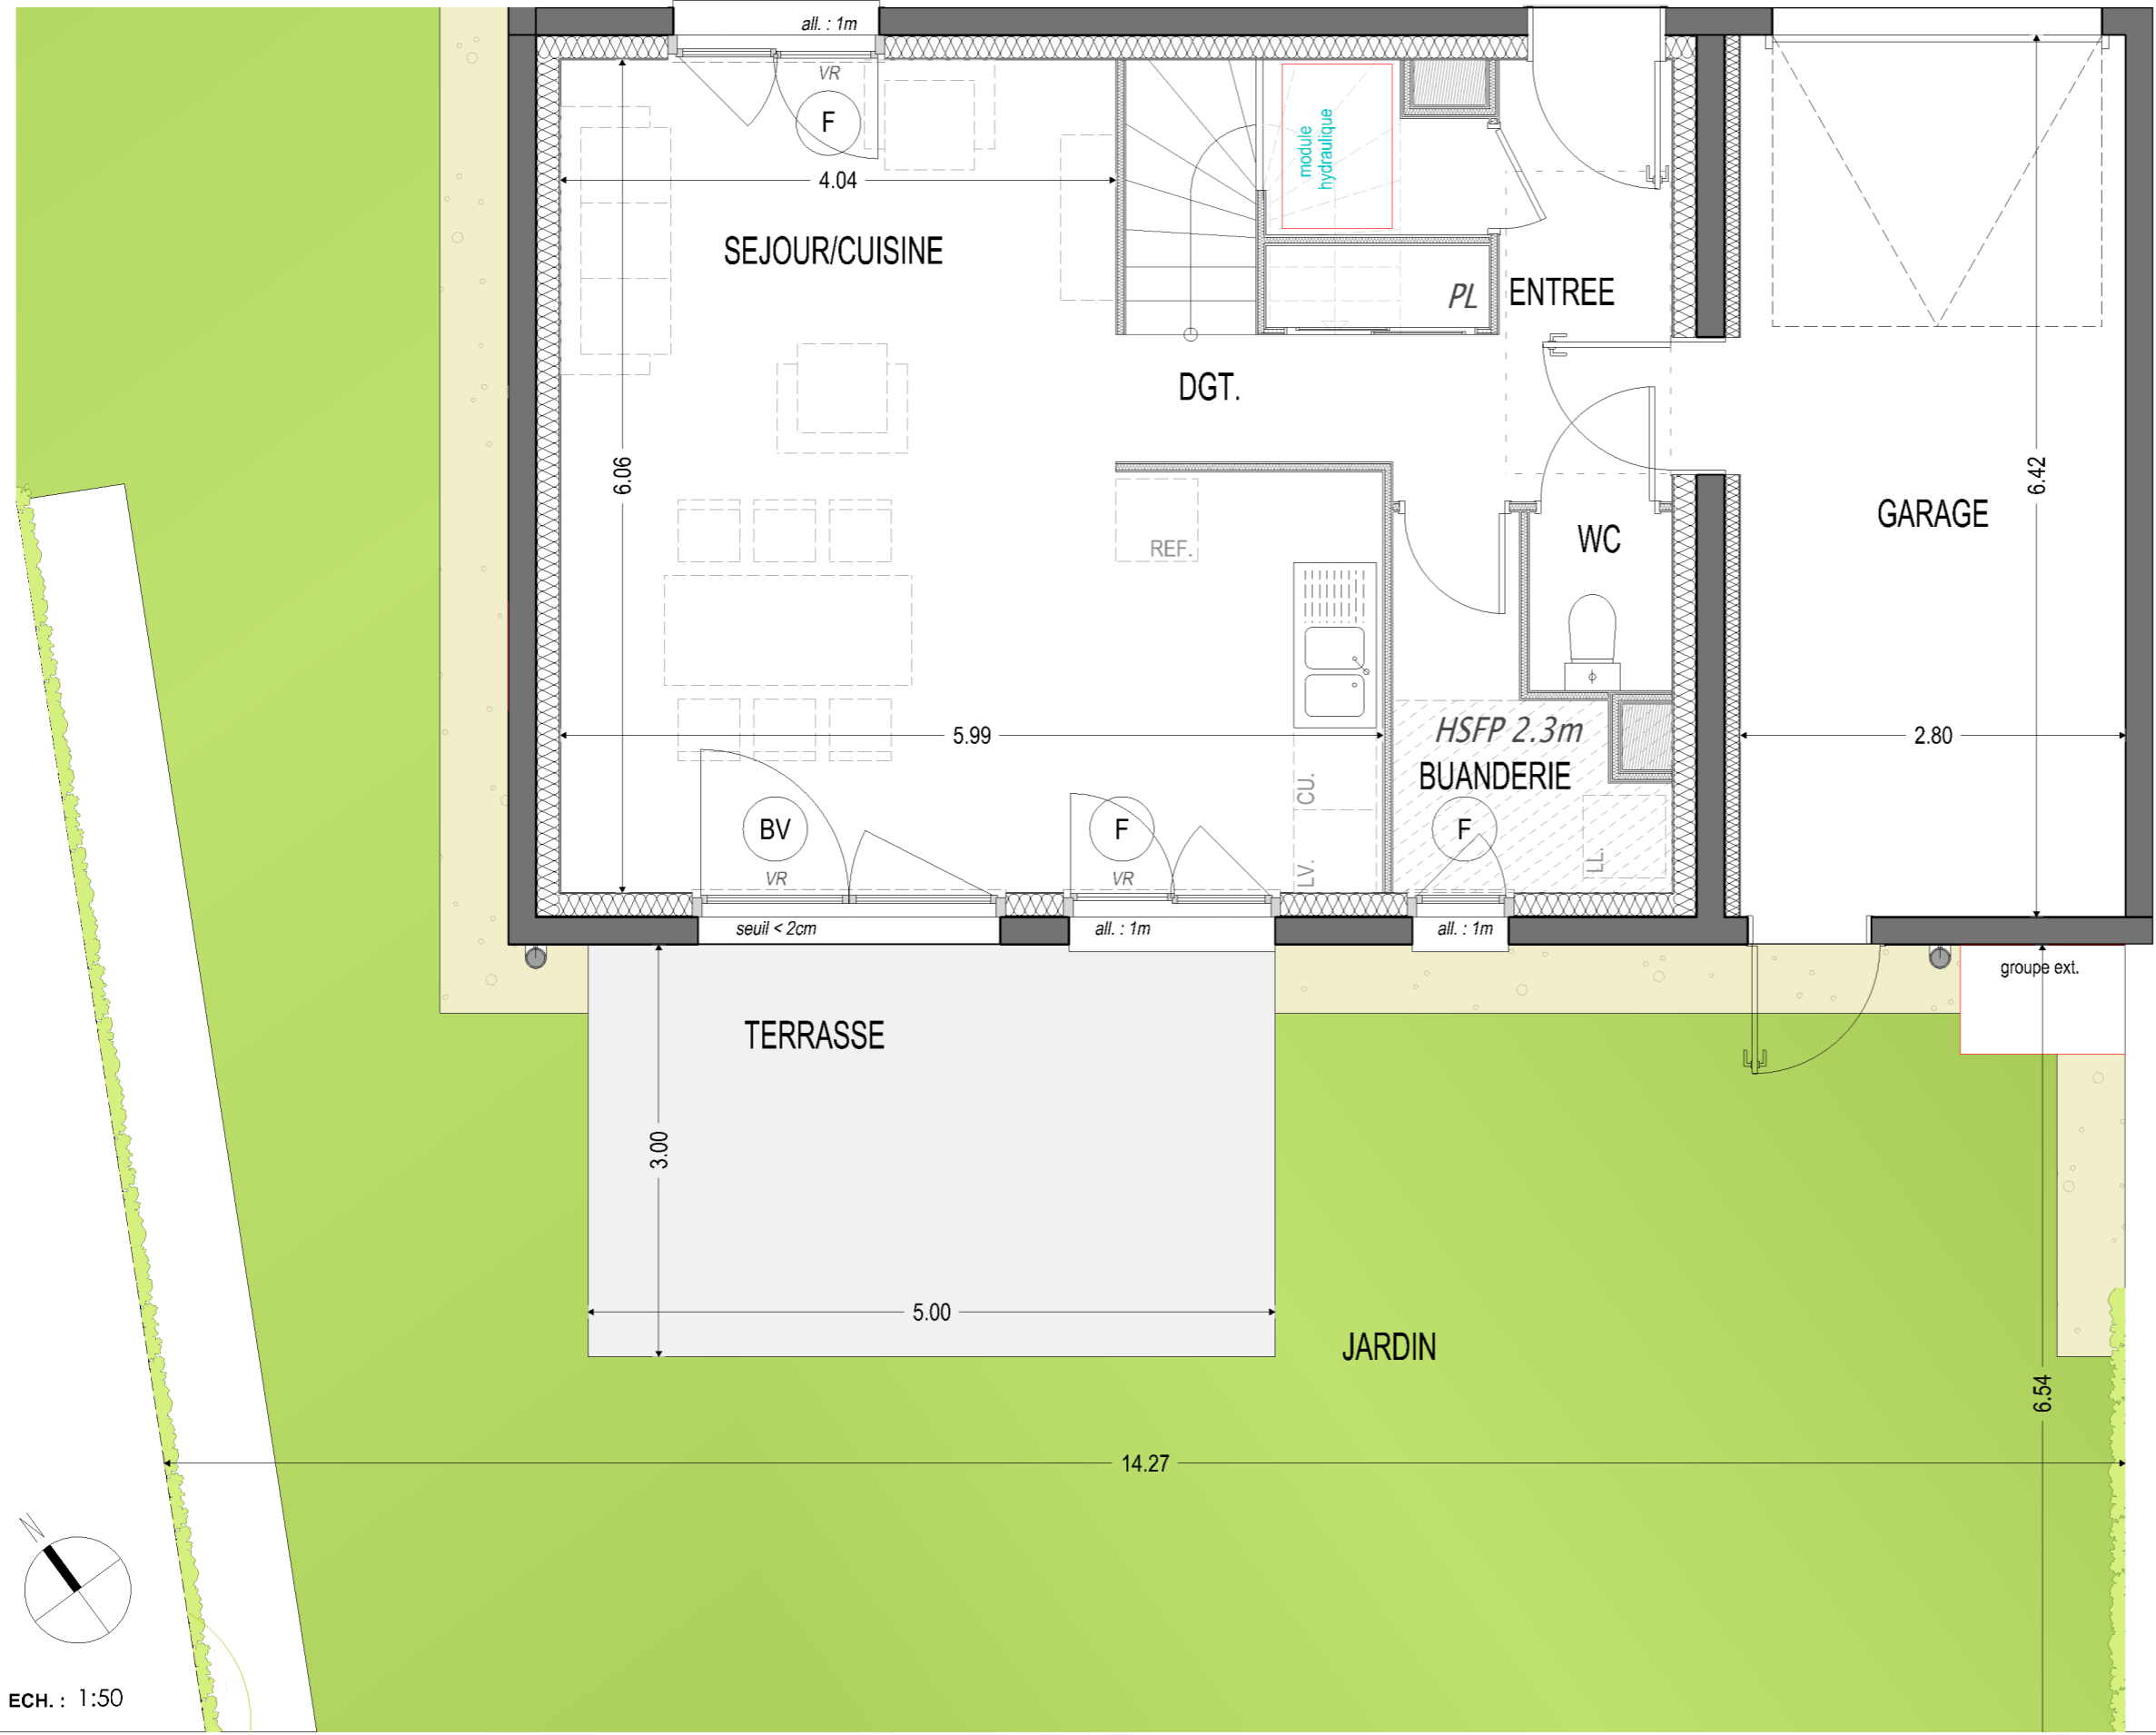 all. : 1m
VR
F
4.04
module
hydraulique
SEJOUR/CUISINE
PL
ENTREE
DGT.
6.06
6.42
GARAGE
WC
REF.
5.99
HSFP 2.3m
2.80
BUANDERIE
CU.
BV
F
F
VR
VR
LV.
LL.
seuil < 2cm
all. : 1m
all. : 1m
groupe ext.
TERRASSE
3.00
5.00
JARDIN
6.54
14.27
N
ECH. : 1:50